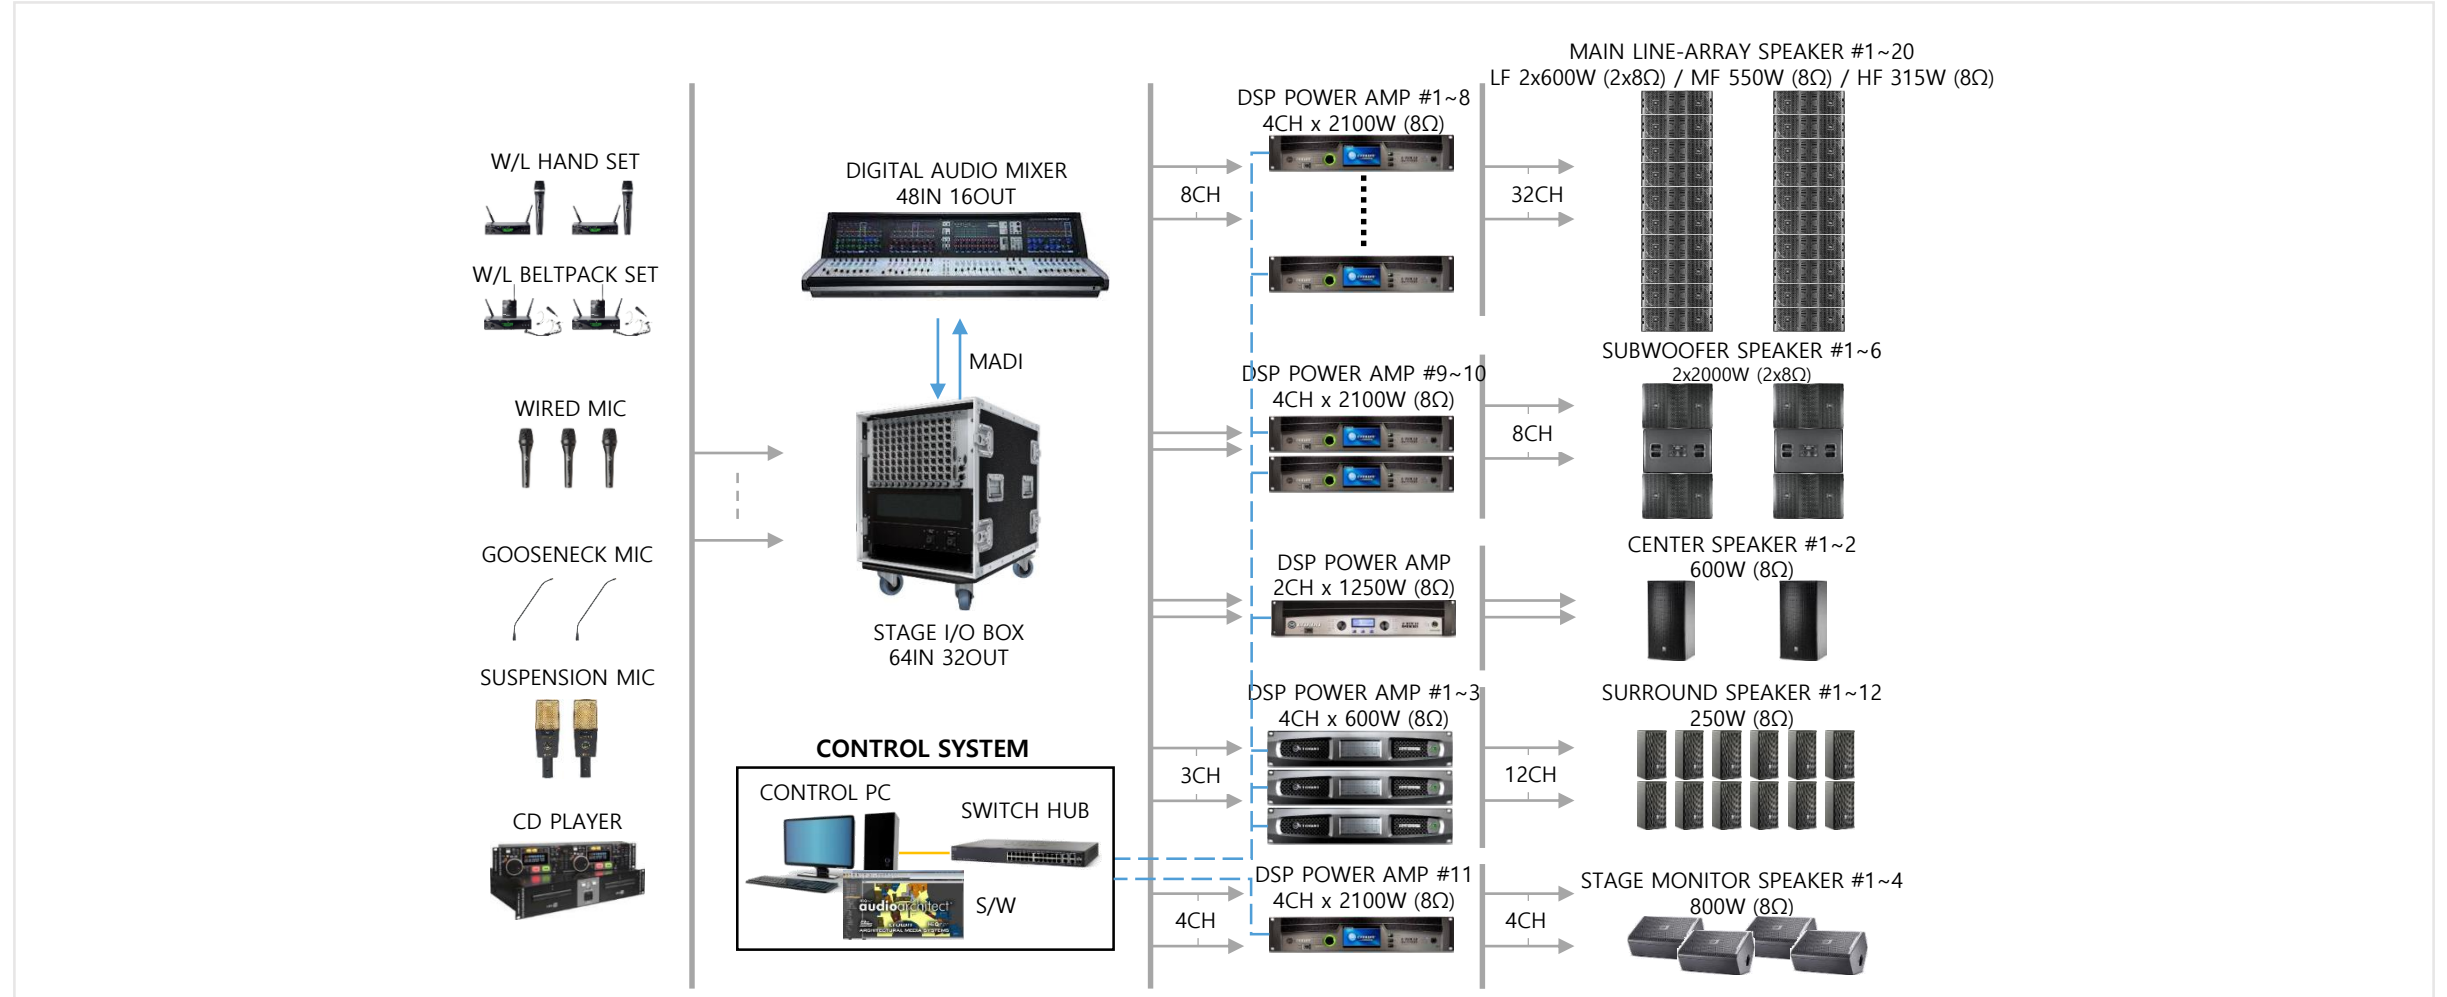 W/L HAND SET
W/L BELTPACK SET
WIRED MIC
GOOSENECK MIC
SUSPENSION MIC
CD PLAYER
DIGITAL AUDIO MIXER
48IN 16OUT
MADI
STAGE I/O BOX
64IN 32OUT
CONTROL SYSTEM
CONTROL PC
SWITCH HUB
audioarchitect
crown
ARCHITECTURAL MEDIA SYSTEMS
S/W
8CH
3CH
4CH
DSP POWER AMP #1~8
4CH x 2100W (8Ω)
DSP POWER AMP #9~10
4CH x 2100W (8Ω)
DSP POWER AMP
2CH x 1250W (8Ω)
DSP POWER AMP #1~3
4CH x 600W (8Ω)
DSP POWER AMP #11
4CH x 2100W (8Ω)
32CH
8CH
12CH
4CH
MAIN LINE-ARRAY SPEAKER #1~20
LF 2x600W (2x8Ω) / MF 550W (8Ω) / HF 315W (8Ω)
SUBWOOFER SPEAKER #1~6
2x2000W (2x8Ω)
CENTER SPEAKER #1~2
600W (8Ω)
SURROUND SPEAKER #1~12
250W (8Ω)
STAGE MONITOR SPEAKER #1~4
800W (8Ω)